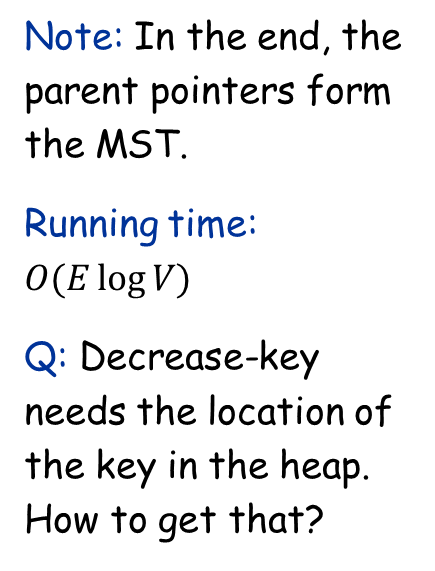 Note: In the end, the
parent pointers form
the MST.
Running time:
O(E log V)
Q: Decrease-key
needs the location of
the key in the heap.
How to get that?